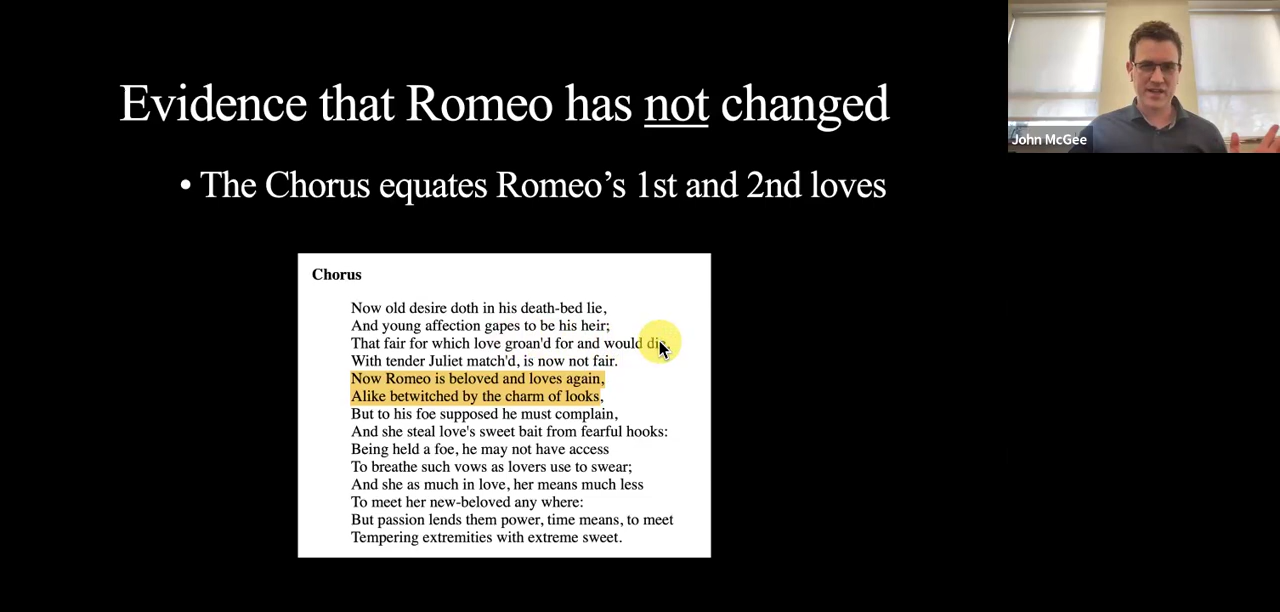 Evidence that Romeo has not changed
• The Chorus equates Romeo's 1st and 2nd loves
John McGee
Chorus
Now old desire doth in his death-bed lie,
And young affection gapes to be his heir;
That fair for which love groan'd for and would die,
With tender Juliet match'd, is now not fair.
Now Romeo is beloved and loves again,
Alike betwitched by the charm of looks,
But to his foe supposed he must complain,
And she steal love's sweet bait from fearful hooks:
Being held a foe, he may not have access
To breathe such vows as lovers use to swear;
And she as much in love, her means much less
To meet her new-beloved any where:
But passion lends them power, time means, to meet
Tempering extremities with extreme sweet.